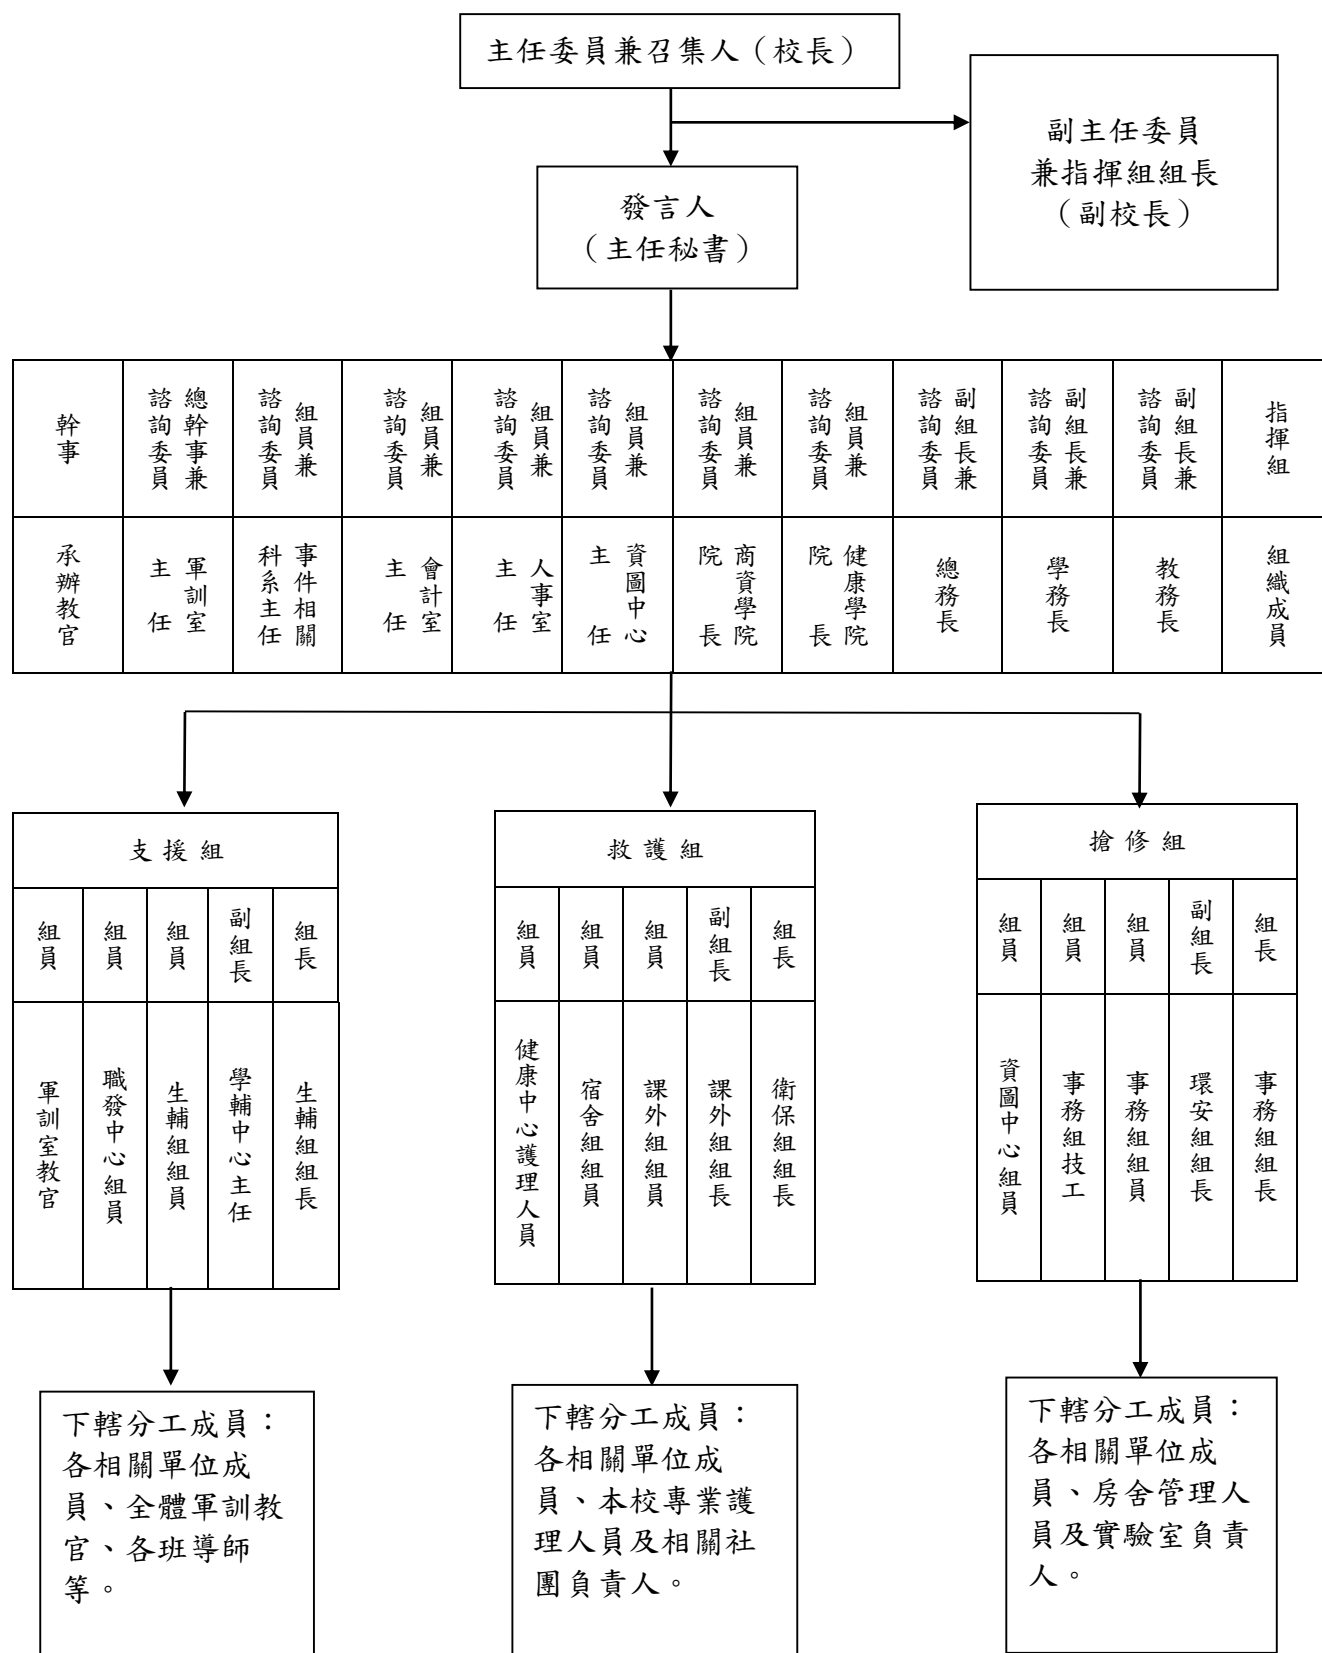 主任委員兼召集人（校長）
副主任委員
兼指揮組組長
（副校長）
發言人
（主任秘書）
指揮組
副組長兼
諮詢委員
副組長兼
諮詢委員
副組長兼
諮詢委員
組員兼
諮詢委員
組員兼
諮詢委員
組員兼
諮詢委員
組員兼
諮詢委員
組員兼
諮詢委員
組員兼
諮詢委員
總幹事兼
諮詢委員
幹事
組織成員
教務長
學務長
總務長
健康學院
院長
商資學院
院長
資圖中心
主任
人事室
主任
會計室
主任
事件相關
科系主任
軍訓室
主任
承辦教官
支援組
組長
副組長
組員
組員
組員
生輔組組長
學輔中心主任
生輔組組員
職發中心組員
軍訓室教官
救護組
組長
副組長
組員
組員
組員
衛保組組長
課外組組長
課外組組員
宿舍組組員
健康中心護理人員
搶修組
組長
副組長
組員
組員
組員
事務組組長
環安組組長
事務組組員
事務組技工
資圖中心組員
下轄分工成員：
各相關單位成
員、全體軍訓教
官、各班導師
等。
下轄分工成員：
各相關單位成
員、本校專業護
理人員及相關社
團負責人。
下轄分工成員：
各相關單位成
員、房舍管理人
員及實驗室負責
人。